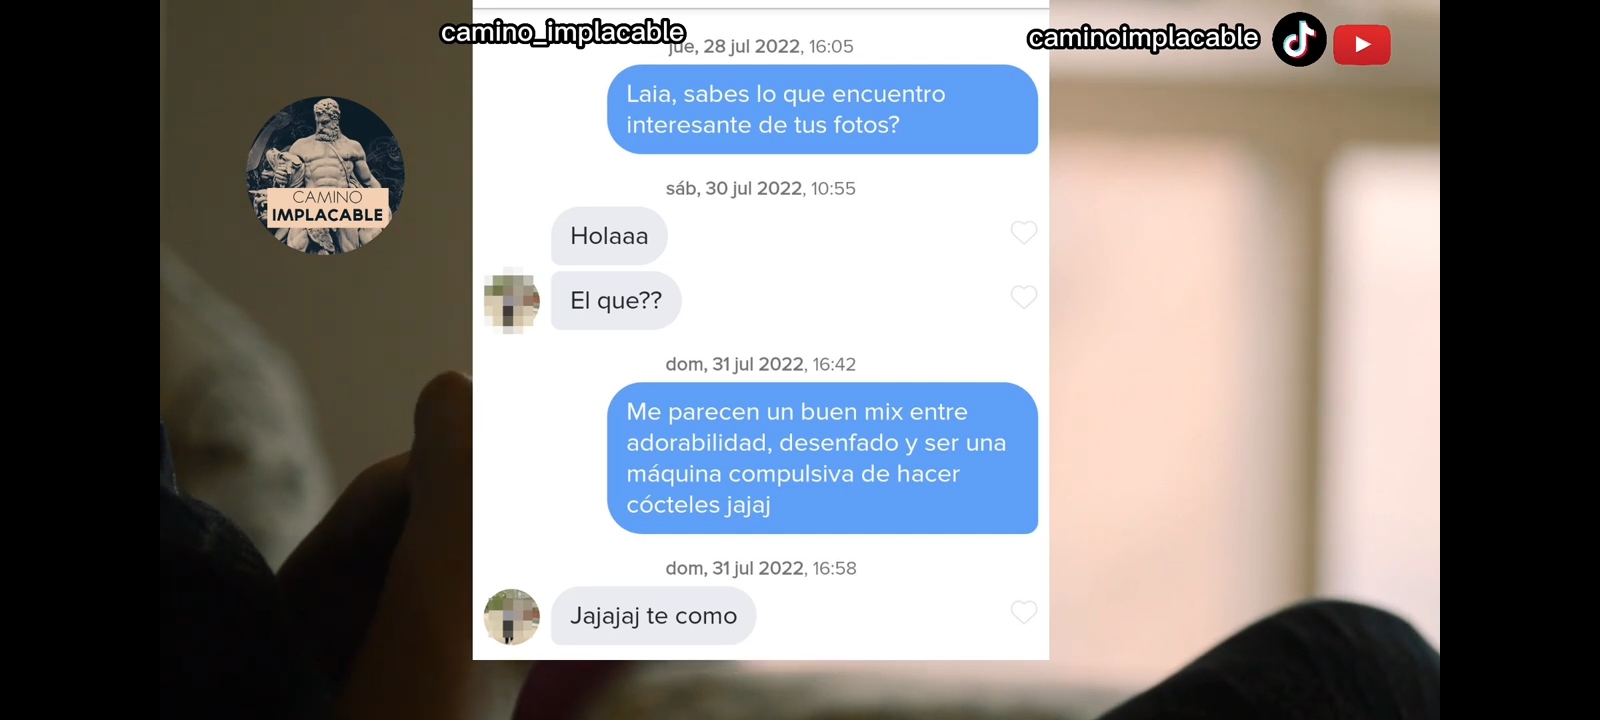 camino_implacable
caminoimplacable
CAMINO
IMPLACABLE
jue, 28 jul 2022, 16:05
Laia, sabes lo que encuentro
interesante de tus fotos?
sáb, 30 jul 2022, 10:55
Holaaa
El que??
dom, 31 jul 2022, 16:42
Me parecen un buen mix entre
adorabilidad, desenfado y ser una
máquina compulsiva de hacer
cócteles jajaj
dom, 31 jul 2022, 16:58
Jajajaj te como